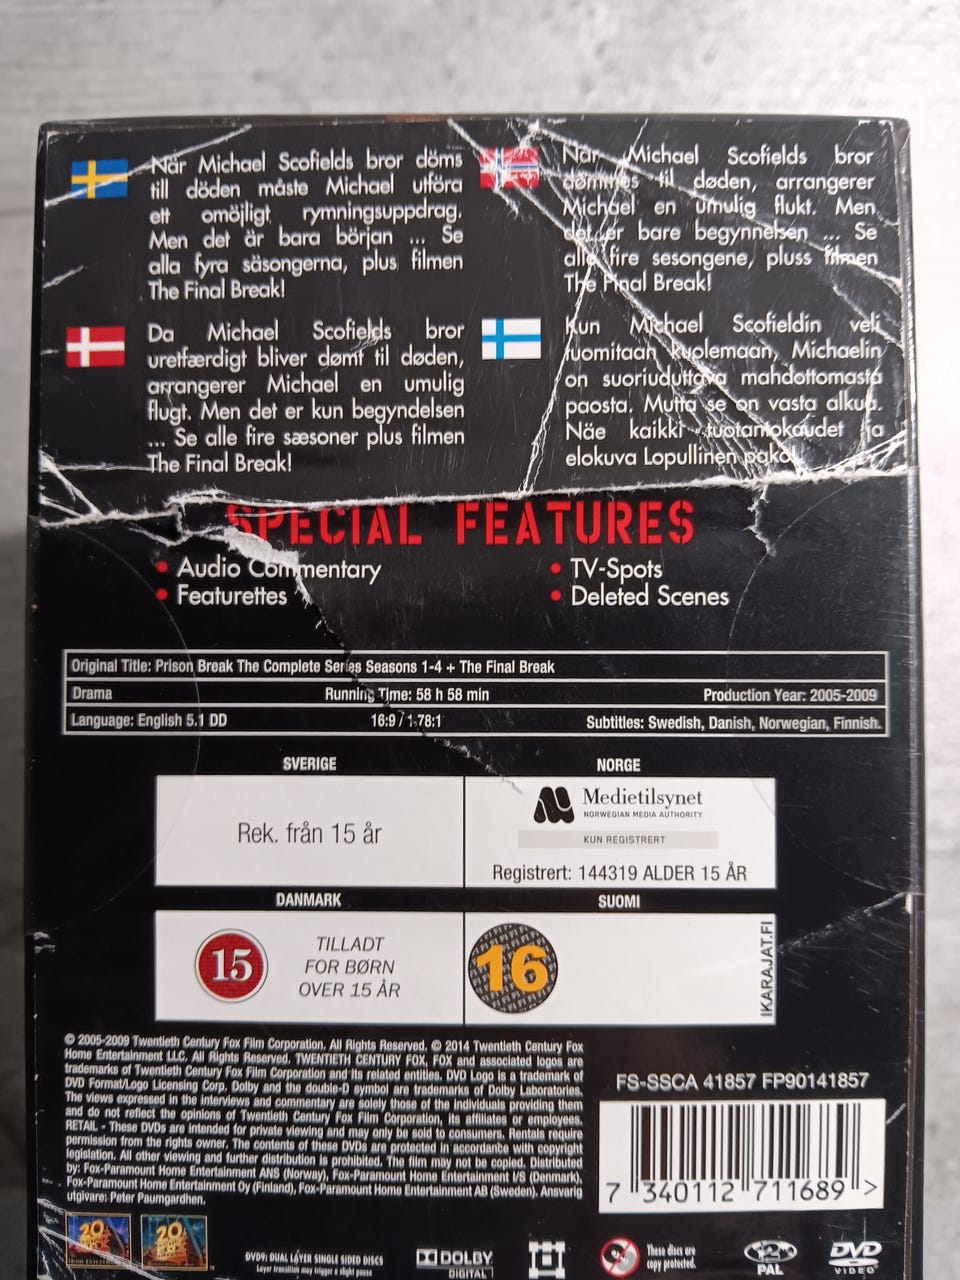 När Michael Scofields bror döms
till döden måste Michael utföra
ett omöjligt rymningsuppdrag.
Men det är bara början ... Se
alla fyra säsongerna, plus filmen
The Final Break!
Når Michael Scofields bror
dømmes til døden, arrangerer
Michael en umulig flukt. Men
det er bare begynnelsen ... Se
alle fire sesongene, pluss filmen
The Final Break!
Da Michael Scofields bror
uretfærdigt bliver dømt til døden,
arrangerer Michael en umulig
flugt. Men det er kun begyndelsen
... Se alle fire sæsoner plus filmen
The Final Break!
Kun Michael Scofieldin veli
tuomitaan kuolemaan, Michaelin
on suoriuduttava mahdottomasta
paosta. Mutta se on vasta alkua.
Näe kaikki tuotantokaudet ja
elokuva Lopullinen pako!
SPECIAL FEATURES
• Audio Commentary
• Featurettes
• TV-Spots
• Deleted Scenes
Original Title: Prison Break The Complete Series Seasons 1-4 + The Final Break
Drama Running Time: 58 h 58 min Production Year: 2005-2009
Language: English 5.1 DD 16:9 / 1.78:1 Subtitles: Swedish, Danish, Norwegian, Finnish.
SVERIGE
Rek. från 15 år
NORGE
Medietilsynet
NORWEGIAN MEDIA AUTHORITY
KUN REGISTRERT
Registrert: 144319 ALDER 15 ÅR
DANMARK
15
TILLADT
FOR BØRN
OVER 15 ÅR
SUOMI
16
IKARAJAT.FI
© 2005-2009 Twentieth Century Fox Film Corporation. All Rights Reserved. © 2014 Twentieth Century Fox
Home Entertainment LLC. All Rights Reserved. TWENTIETH CENTURY FOX, FOX and associated logos are
trademarks of Twentieth Century Fox Film Corporation and its related entities. DVD Logo is a trademark of
DVD Format/Logo Licensing Corp. Dolby and the double-D symbol are trademarks of Dolby Laboratories.
The views expressed in the interviews and commentary are solely those of the individuals providing them
and do not reflect the opinions of Twentieth Century Fox Film Corporation, its affiliates or employees.
RETAIL - These DVDs are intended for private viewing and may only be sold to consumers. Rentals require
permission from the rights owner. The contents of these DVDs are protected in accordance with copyright
legislation. All other viewing and further distribution is prohibited. The film may not be copied. Distributed
by: Fox-Paramount Home Entertainment ANS (Norway), Fox-Paramount Home Entertainment I/S (Denmark),
Fox-Paramount Home Entertainment Oy (Finland), Fox-Paramount Home Entertainment AB (Sweden). Ansvarig
utgivare: Peter Paumgardhen.
FS-SSCA 41857 FP90141857
7 340112 711689 >
DVD9: DUAL LAYER SINGLE SIDED DISCS
Layer transition may trigger a slight pause
DOLBY
DIGITAL
These discs are
copy protected.
2
PAL
DVD
VIDEO